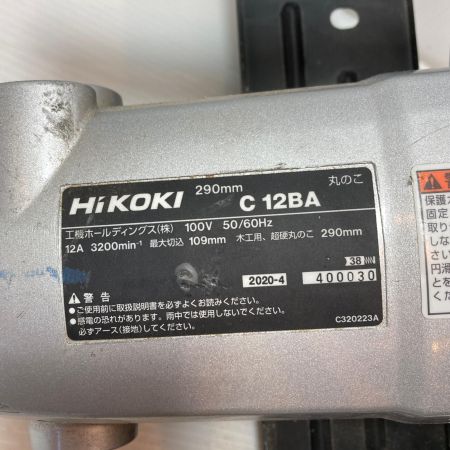 HiKOKI 290mm C 12BA 丸のこ
工機ホールディングス(株) 100V 50/60Hz
12A 3200min⁻¹ 最大切込 109mm 木工用、超硬丸のこ 290mm
38
2020-4 400030
警告
●ご使用前に取扱説明書を必ずよくお読みください。
●感電の恐れがあります。雨中では使用しないでください。
必ずアース(接地)してください。
C320223A
警
保護カ
固定
取り
しな
てく
円滑
とを
くだ